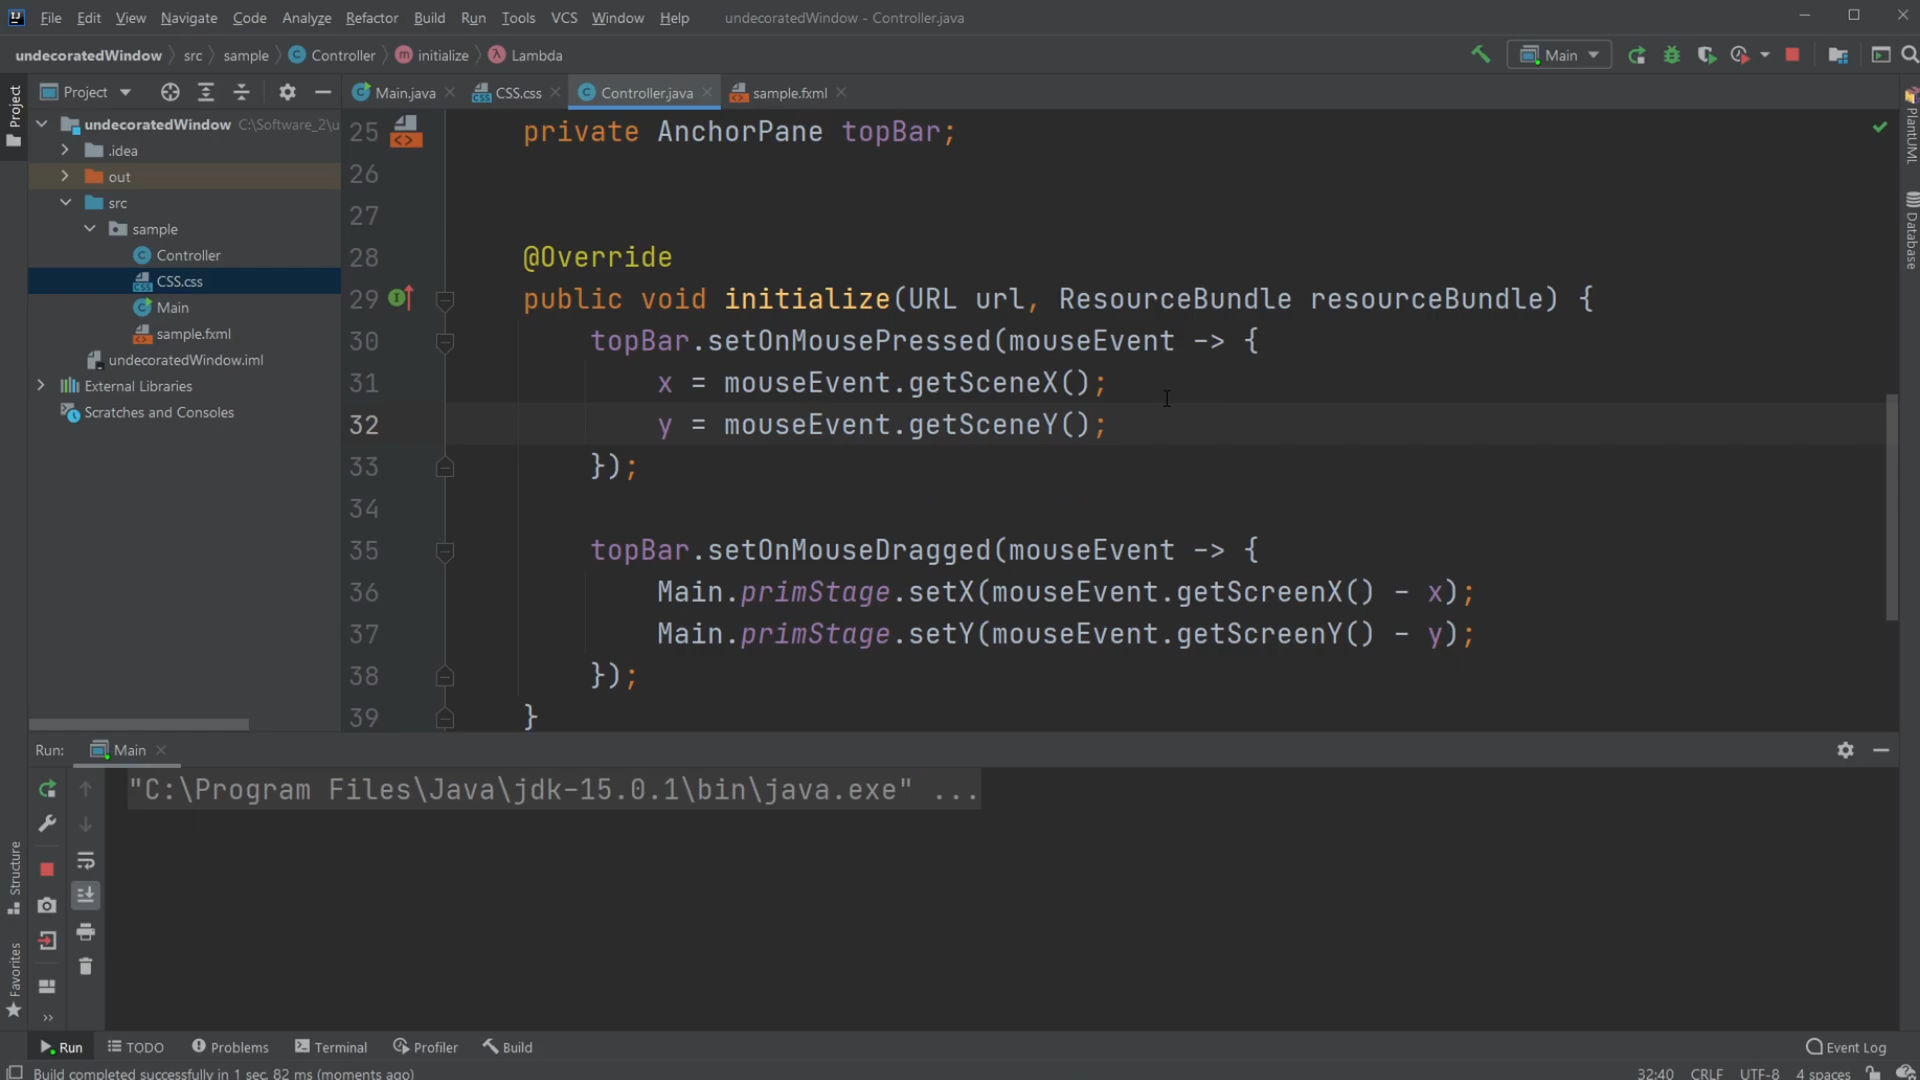 File Edit View Navigate Code Analyze Refactor Build Run Tools VCS Window Help undecoratedWindow - Controller.java
undecoratedWindow src sample Controller initialize Lambda Main
Project Main.java CSS.css Controller.java sample.fxml
undecoratedWindow C:\Software_2\u
.idea
out
src
sample
Controller
CSS.css
Main
sample.fxml
undecoratedWindow.iml
External Libraries
Scratches and Consoles
25 private AnchorPane topBar;
26
27
28 @Override
29 public void initialize(URL url, ResourceBundle resourceBundle) {
30 topBar.setOnMousePressed(mouseEvent -> {
31 x = mouseEvent.getSceneX();
32 y = mouseEvent.getSceneY();
33 });
34
35 topBar.setOnMouseDragged(mouseEvent -> {
36 Main.primStage.setX(mouseEvent.getScreenX() - x);
37 Main.primStage.setY(mouseEvent.getScreenY() - y);
38 });
39 }
Project
Structure
Favorites
PlantUML
Database
Run: Main
"C:\Program Files\Java\jdk-15.0.1\bin\java.exe" ...
Run TODO Problems Terminal Profiler Build Event Log
Build completed successfully in 1 sec, 82 ms (moments ago) 32:40 CRLF UTF-8 4 spaces